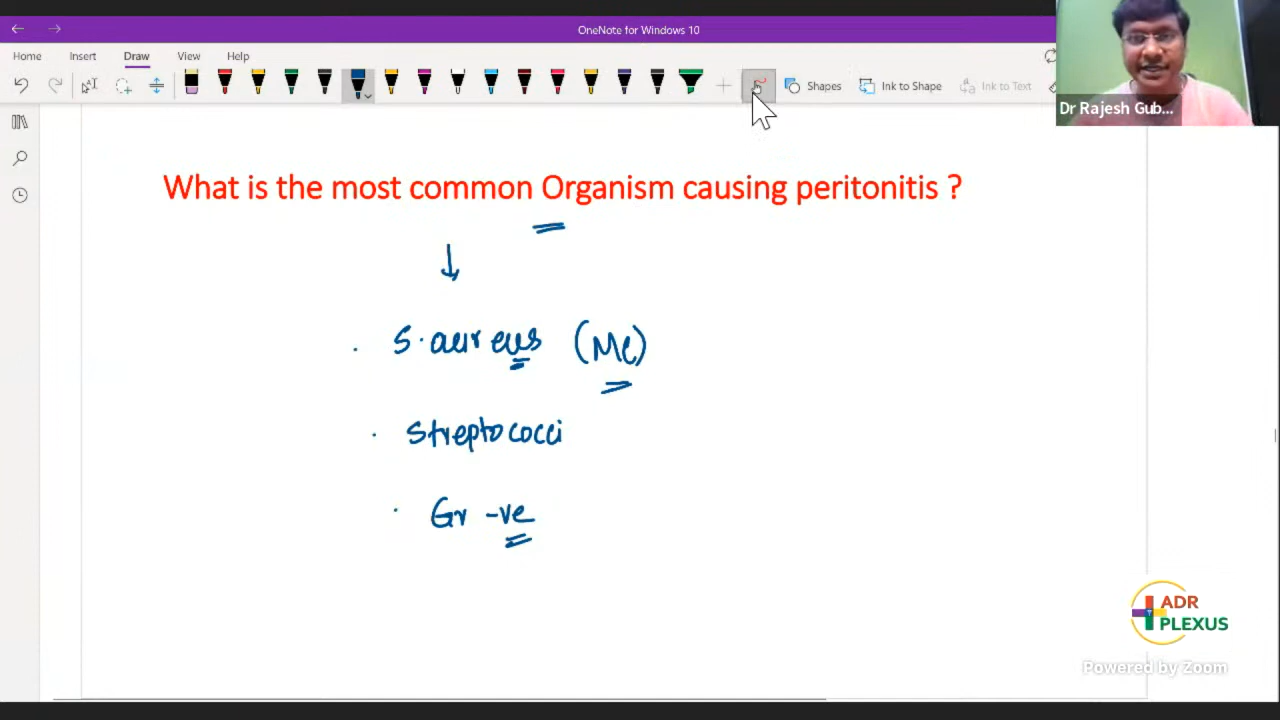 OneNote for Windows 10
Home Insert Draw View Help
Shapes Ink to Shape Ink to Text
Dr Rajesh Gub...
What is the most common Organism causing peritonitis ?
S. aureus (Mc)
Streptococci
Gr -ve
ADR
PLEXUS
Powered by Zoom